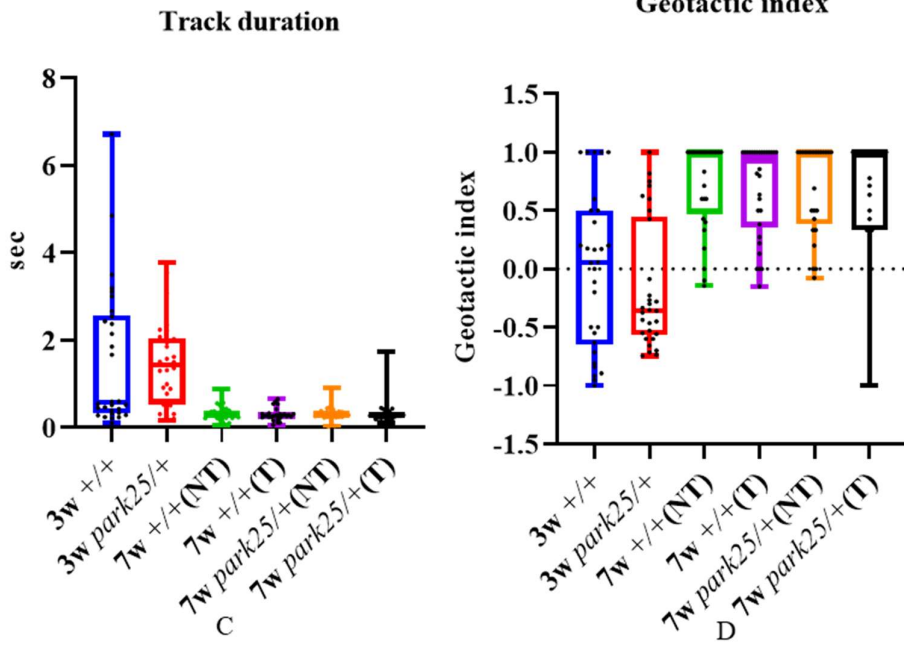 Track duration
8
6
4
2
0
sec
3w +/+
3w park25/+
7w +/+(NT)
7w +/+(T)
7w park25/+(NT)
7w park25/+(T)
C
Geotactic index
1.5
1.0
0.5
0.0
-0.5
-1.0
-1.5
Geotactic index
3w +/+
3w park25/+
7w +/+(NT)
7w +/+(T)
7w park25/+(NT)
7w park25/+(T)
D